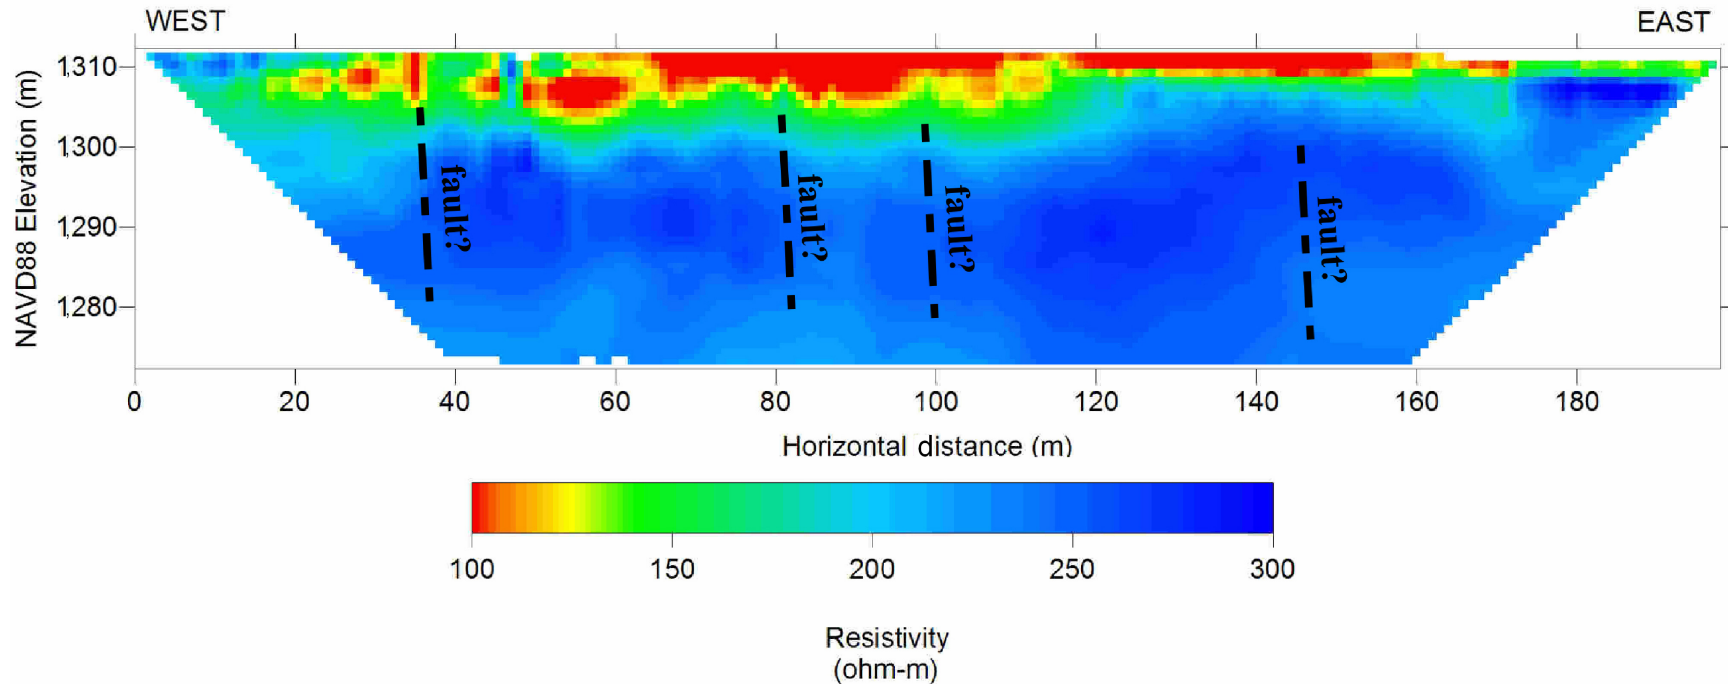 WEST
EAST
NAVD88 Elevation (m)
1,310
1,300
1,290
1,280
fault?
fault?
fault?
fault?
0 20 40 60 80 100 120 140 160 180
Horizontal distance (m)
100 150 200 250 300
Resistivity
(ohm-m)